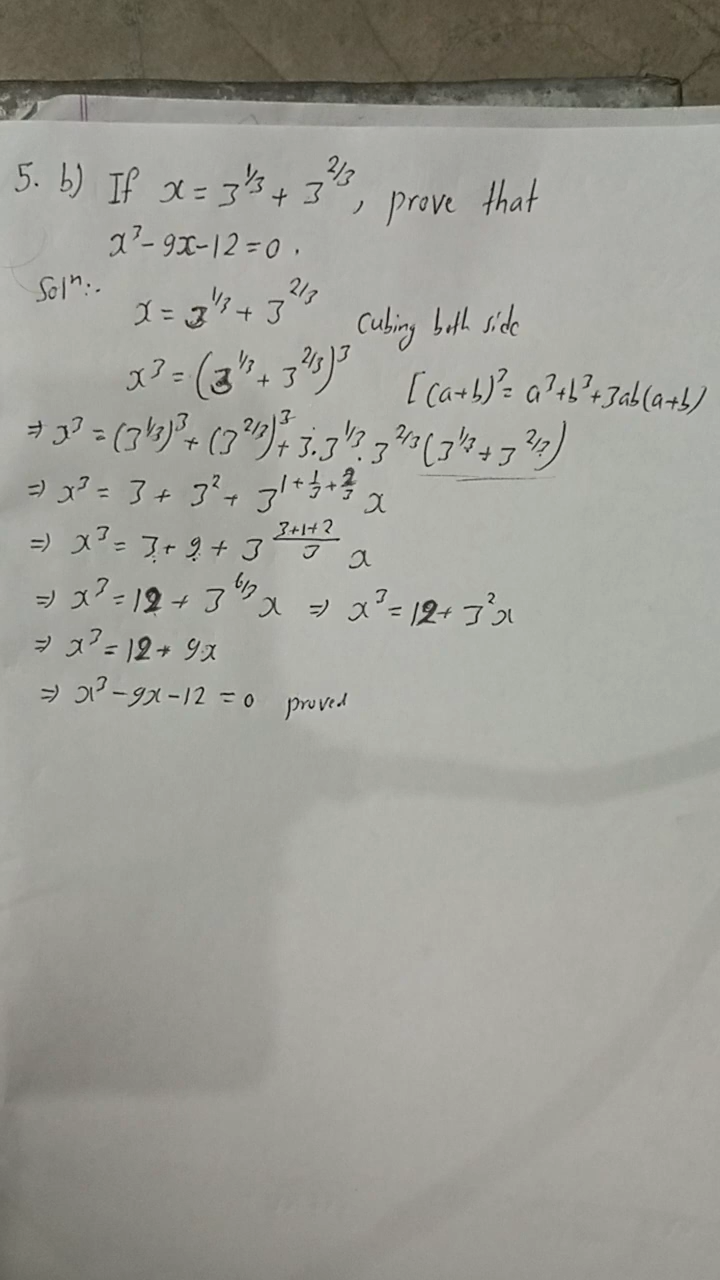 5. b) If x = 3^{1/3} + 3^{2/3}, prove that
x³ - 9x - 12 = 0.
Solⁿ:-
x = 3^{1/3} + 3^{2/3} Cubing both side
x³ = (3^{1/3} + 3^{2/3})³ [(a+b)³ = a³+b³+3ab(a+b)
⇒ x³ = (3^{1/3})³ + (3^{2/3})³ + 3.3^{1/3}.3^{2/3}(3^{1/3} + 3^{2/3})
⇒ x³ = 3 + 3² + 3^{1+1/3+2/3} x
⇒ x³ = 3 + 9 + 3^{(3+1+2)/3} x
⇒ x³ = 12 + 3^{6/3} x ⇒ x³ = 12 + 3² x
⇒ x³ = 12 + 9x
⇒ x³ - 9x - 12 = 0 proved